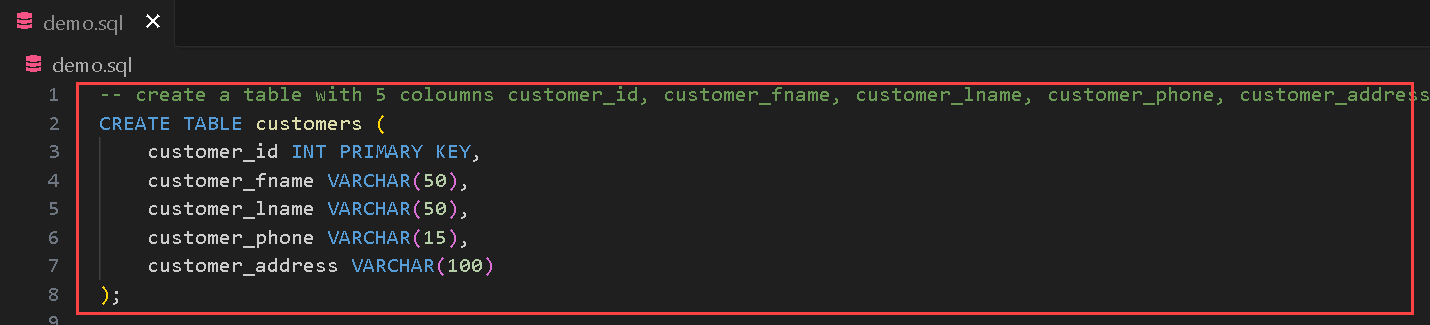 demo.sql
demo.sql
1 -- create a table with 5 coloumns customer_id, customer_fname, customer_lname, customer_phone, customer_address
2 CREATE TABLE customers (
3 customer_id INT PRIMARY KEY,
4 customer_fname VARCHAR(50),
5 customer_lname VARCHAR(50),
6 customer_phone VARCHAR(15),
7 customer_address VARCHAR(100)
8 );
9